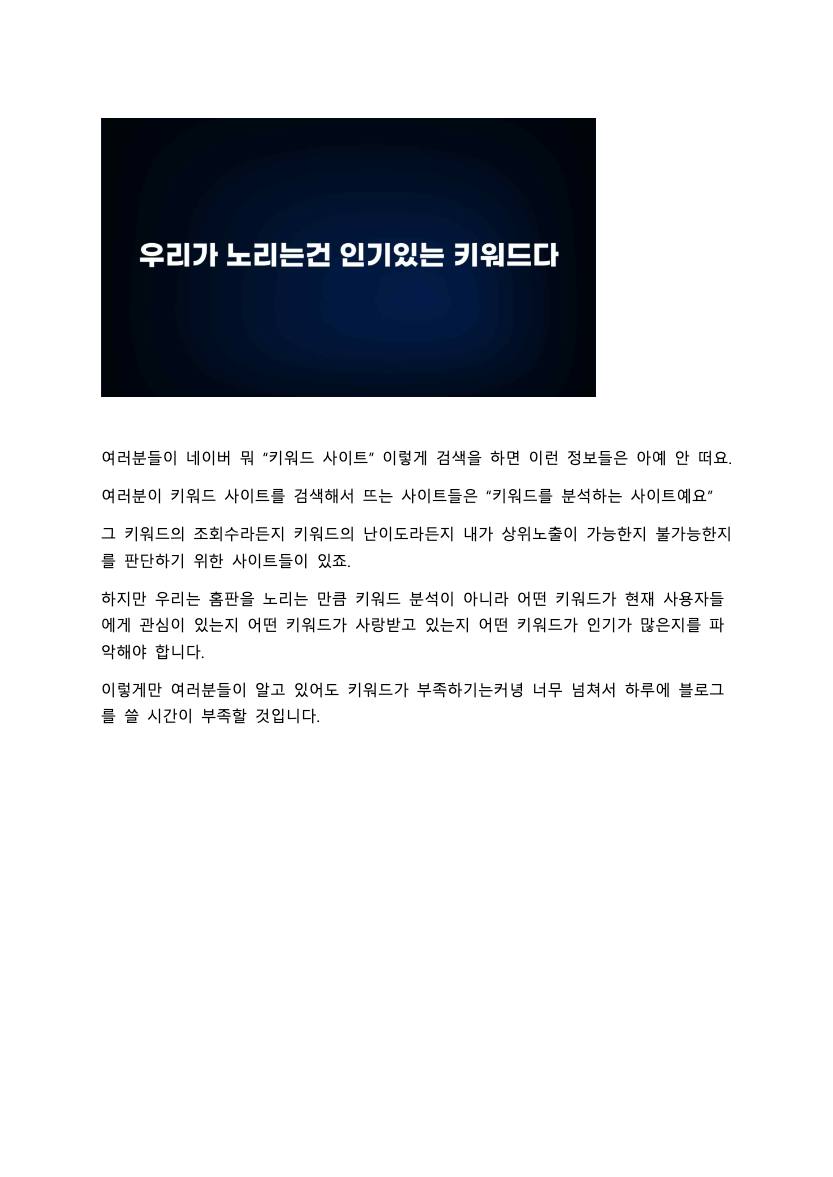 우리가 노리는건 인기있는 키워드다
여러분들이 네이버 뭐 “키워드 사이트” 이렇게 검색을 하면 이런 정보들은 아예 안 떠요.
여러분이 키워드 사이트를 검색해서 뜨는 사이트들은 “키워드를 분석하는 사이트예요”
그 키워드의 조회수라든지 키워드의 난이도라든지 내가 상위노출이 가능한지 불가능한지
를 판단하기 위한 사이트들이 있죠.
하지만 우리는 홈판을 노리는 만큼 키워드 분석이 아니라 어떤 키워드가 현재 사용자들
에게 관심이 있는지 어떤 키워드가 사랑받고 있는지 어떤 키워드가 인기가 많은지를 파
악해야 합니다.
이렇게만 여러분들이 알고 있어도 키워드가 부족하기는커녕 너무 넘쳐서 하루에 블로그
를 쓸 시간이 부족할 것입니다.